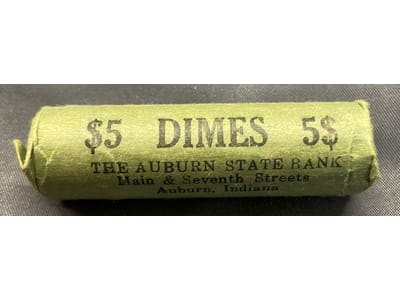 $5 DIMES 5$
THE AUBURN STATE BANK
Main & Seventh Streets
Auburn, Indiana